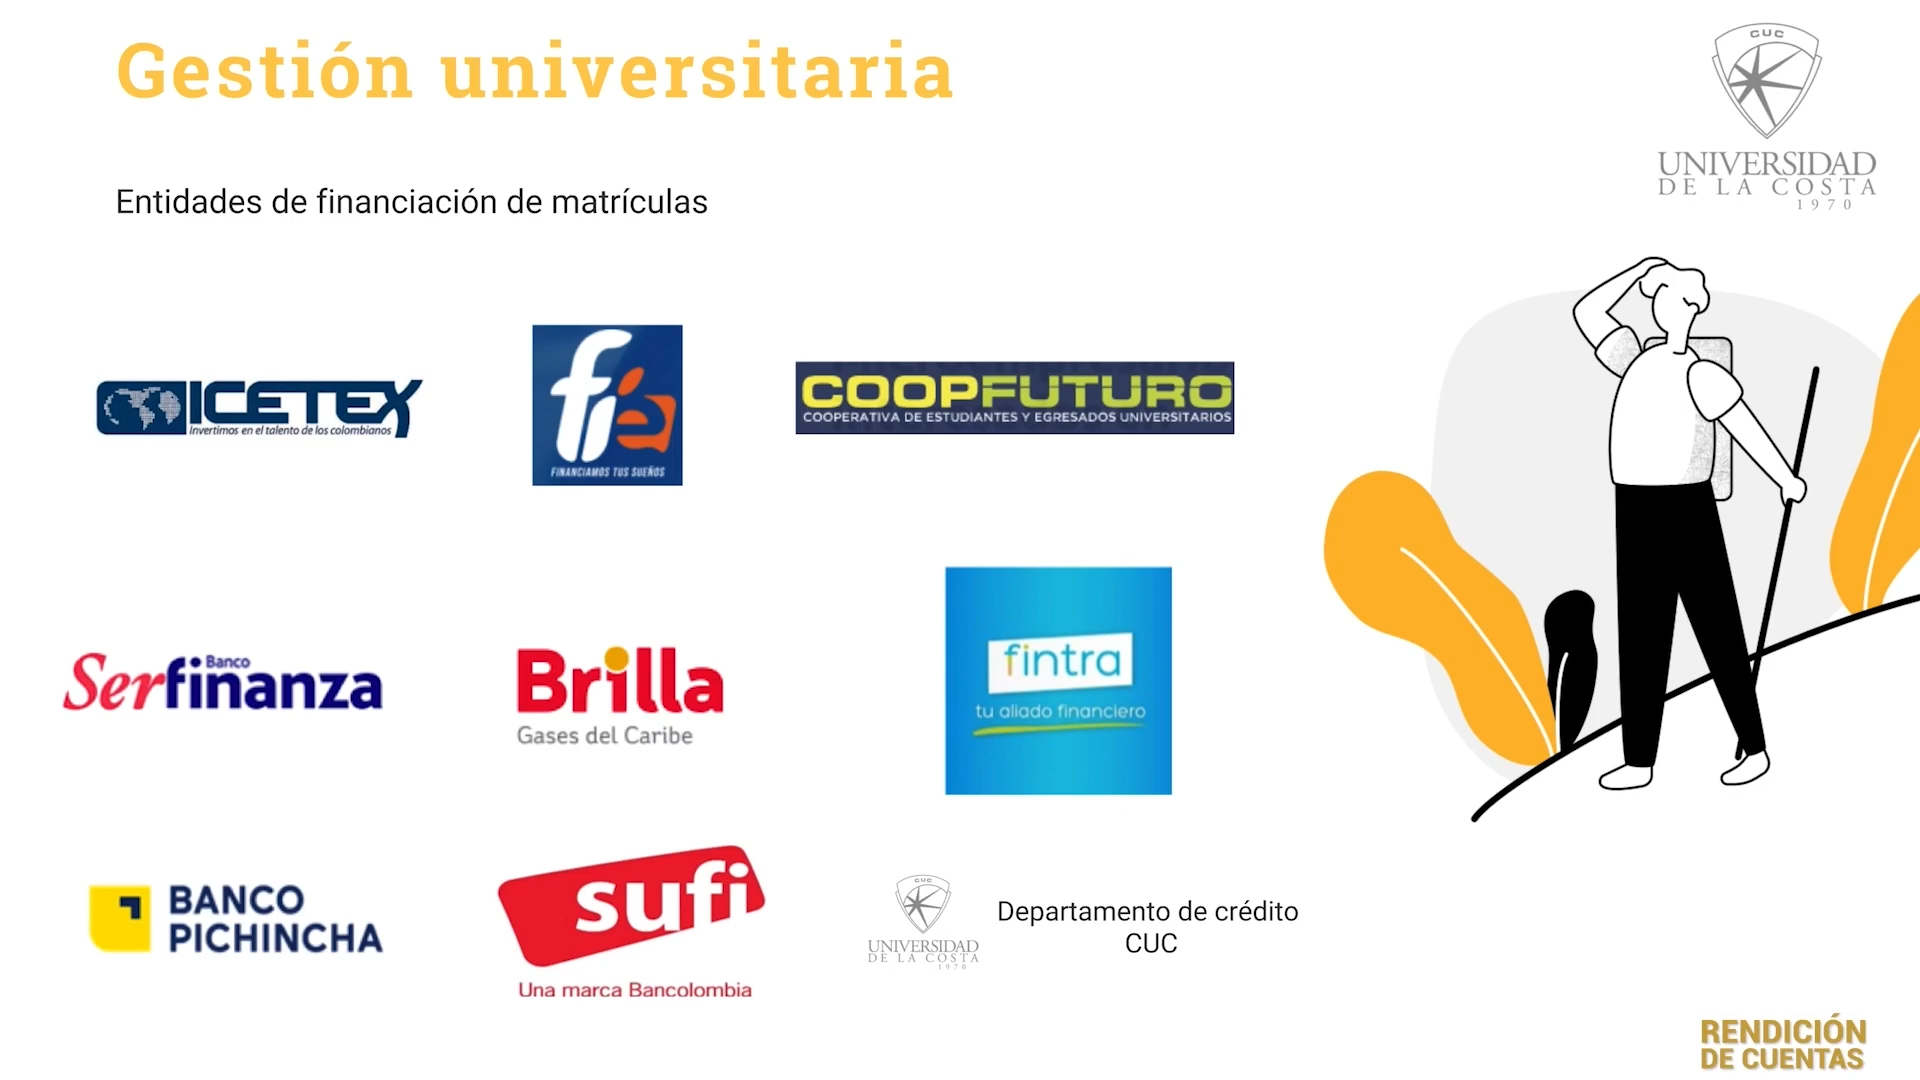 Gestión universitaria
CUC
UNIVERSIDAD
DE LA COSTA
1970
Entidades de financiación de matrículas
ICETEX
Invertimos en el talento de los colombianos
fie
FINANCIAMOS TUS SUEÑOS
COOPFUTURO
COOPERATIVA DE ESTUDIANTES Y EGRESADOS UNIVERSITARIOS
Banco
Serfinanza
Brilla
Gases del Caribe
fintra
tu aliado financiero
BANCO
PICHINCHA
sufi
Una marca Bancolombia
CUC
UNIVERSIDAD
DE LA COSTA
1970
Departamento de crédito
CUC
RENDICIÓN
DE CUENTAS